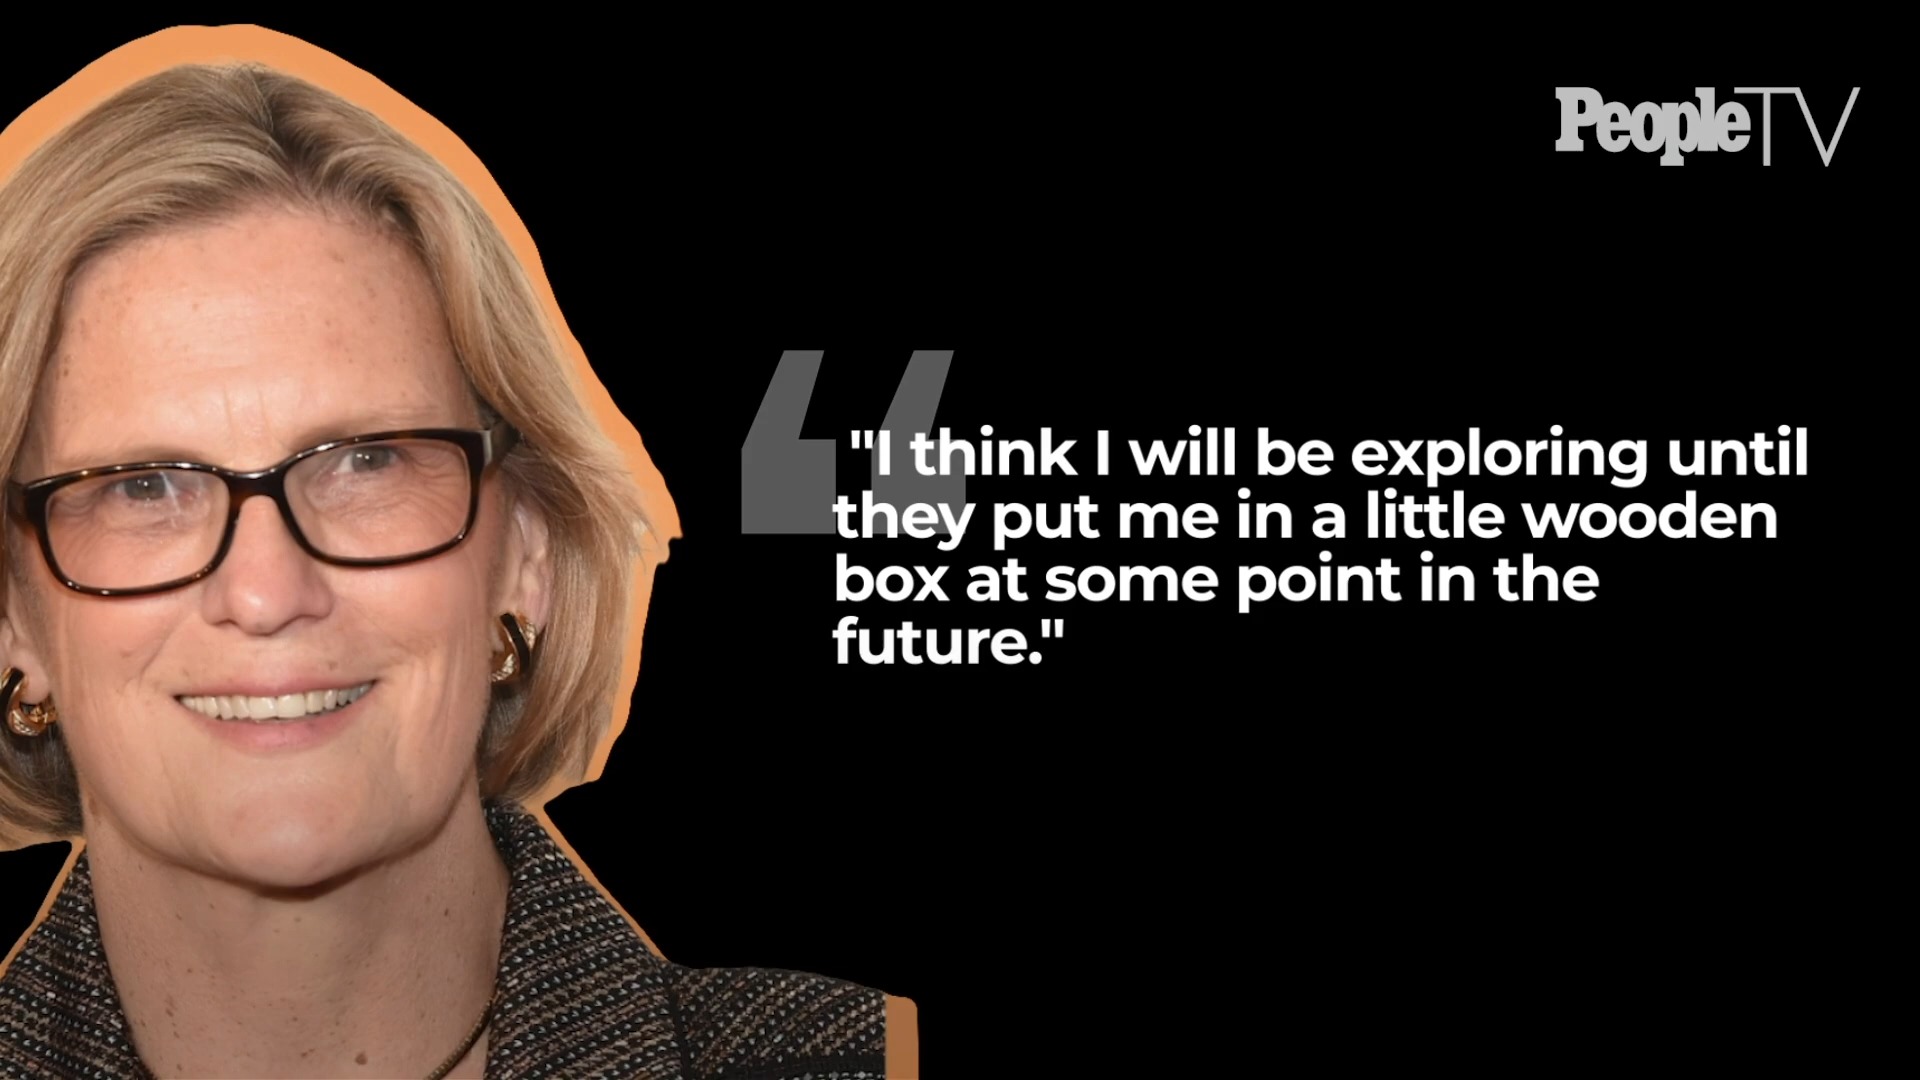 PeopleTV
"I think I will be exploring until
they put me in a little wooden
box at some point in the
future."